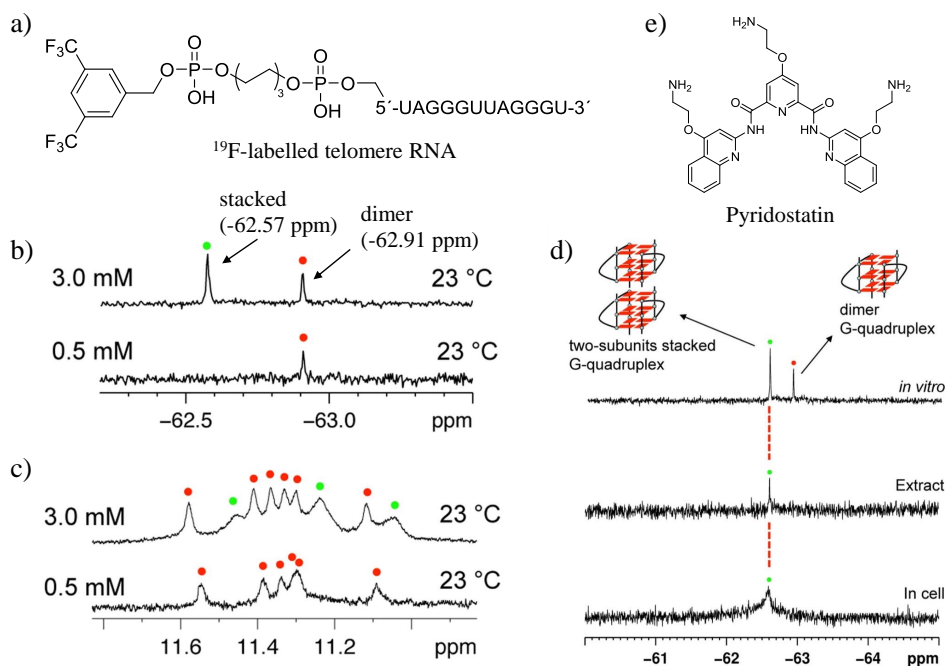 a)
F₃C
CF₃
O
O
P
OH
O
( )₃
O
O
P
OH
O
5´-UAGGGUUAGGGU-3´
¹⁹F-labelled telomere RNA
e)
H₂N
O
NH₂
NH₂
O
O
N
O
O
NH
HN
O
N
N
Pyridostatin
b)
stacked
(-62.57 ppm)
dimer
(-62.91 ppm)
3.0 mM
23 °C
0.5 mM
23 °C
−62.5
−63.0
ppm
c)
3.0 mM
23 °C
0.5 mM
23 °C
11.6
11.4
11.2
ppm
d)
two-subunits stacked
G-quadruplex
dimer
G-quadruplex
in vitro
Extract
In cell
−61
−62
−63
−64
ppm